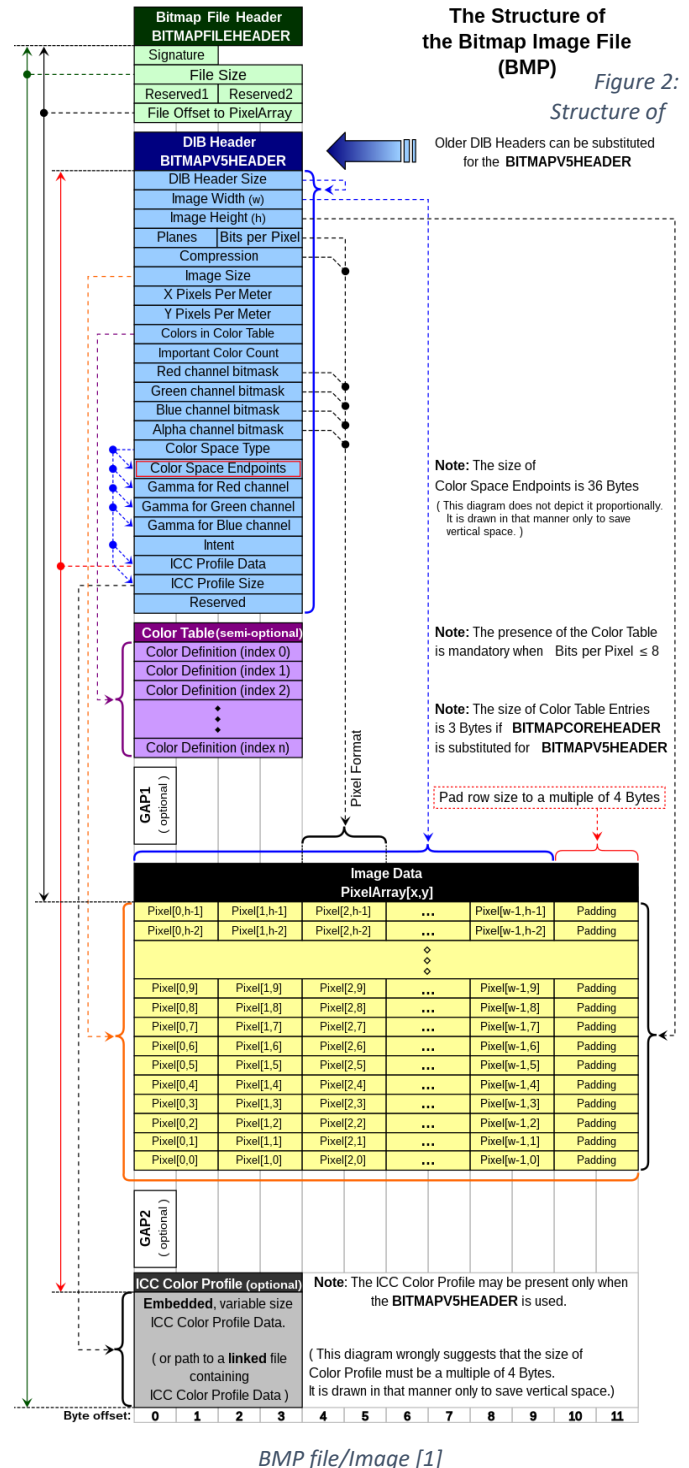 Bitmap File Header
BITMAPFILEHEADER
The Structure of
the Bitmap Image File
(BMP)
Figure 2:
Structure of
Signature
File Size
Reserved1 Reserved2
File Offset to PixelArray
DIB Header
BITMAPV5HEADER
Older DIB Headers can be substituted
for the BITMAPV5HEADER
DIB Header Size
Image Width (w)
Image Height (h)
Planes Bits per Pixel
Compression
Image Size
X Pixels Per Meter
Y Pixels Per Meter
Colors in Color Table
Important Color Count
Red channel bitmask
Green channel bitmask
Blue channel bitmask
Alpha channel bitmask
Color Space Type
Color Space Endpoints
Gamma for Red channel
Gamma for Green channel
Gamma for Blue channel
Intent
ICC Profile Data
ICC Profile Size
Reserved
Note: The size of
Color Space Endpoints is 36 Bytes
( This diagram does not depict it proportionally.
It is drawn in that manner only to save
vertical space. )
Color Table (semi-optional)
Color Definition (index 0)
Color Definition (index 1)
Color Definition (index 2)
Color Definition (index n)
Note: The presence of the Color Table
is mandatory when Bits per Pixel ≤ 8
Note: The size of Color Table Entries
is 3 Bytes if BITMAPCOREHEADER
is substituted for BITMAPV5HEADER
GAP1
( optional )
Pixel Format
Pad row size to a multiple of 4 Bytes
Image Data
PixelArray[x,y]
Pixel[0,h-1] Pixel[1,h-1] Pixel[2,h-1] ... Pixel[w-1,h-1] Padding
Pixel[0,h-2] Pixel[1,h-2] Pixel[2,h-2] ... Pixel[w-1,h-2] Padding
Pixel[0,9] Pixel[1,9] Pixel[2,9] ... Pixel[w-1,9] Padding
Pixel[0,8] Pixel[1,8] Pixel[2,8] ... Pixel[w-1,8] Padding
Pixel[0,7] Pixel[1,7] Pixel[2,7] ... Pixel[w-1,7] Padding
Pixel[0,6] Pixel[1,6] Pixel[2,6] ... Pixel[w-1,6] Padding
Pixel[0,5] Pixel[1,5] Pixel[2,5] ... Pixel[w-1,5] Padding
Pixel[0,4] Pixel[1,4] Pixel[2,4] ... Pixel[w-1,4] Padding
Pixel[0,3] Pixel[1,3] Pixel[2,3] ... Pixel[w-1,3] Padding
Pixel[0,2] Pixel[1,2] Pixel[2,2] ... Pixel[w-1,2] Padding
Pixel[0,1] Pixel[1,1] Pixel[2,1] ... Pixel[w-1,1] Padding
Pixel[0,0] Pixel[1,0] Pixel[2,0] ... Pixel[w-1,0] Padding
GAP2
( optional )
ICC Color Profile (optional)
Embedded, variable size
ICC Color Profile Data.
( or path to a linked file
containing
ICC Color Profile Data )
Note: The ICC Color Profile may be present only when
the BITMAPV5HEADER is used.
( This diagram wrongly suggests that the size of
Color Profile must be a multiple of 4 Bytes.
It is drawn in that manner only to save vertical space.)
Byte offset: 0 1 2 3 4 5 6 7 8 9 10 11
BMP file/Image [1]